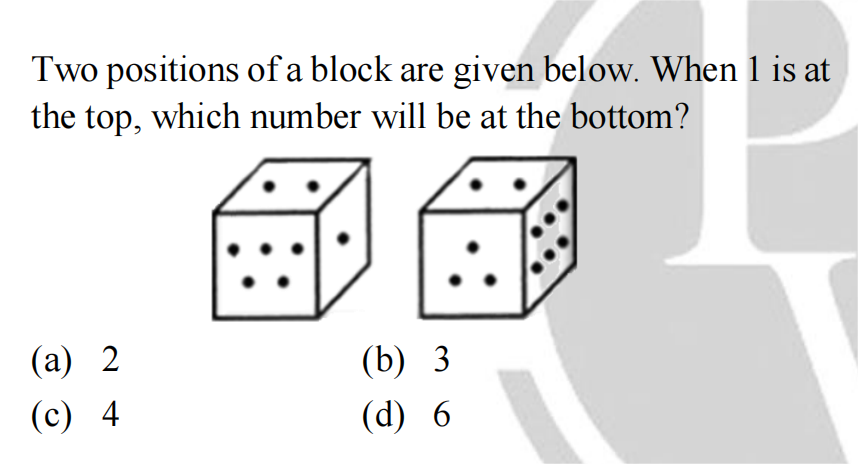 Two positions of a block are given below. When 1 is at
the top, which number will be at the bottom?
(a) 2 (b) 3
(c) 4 (d) 6